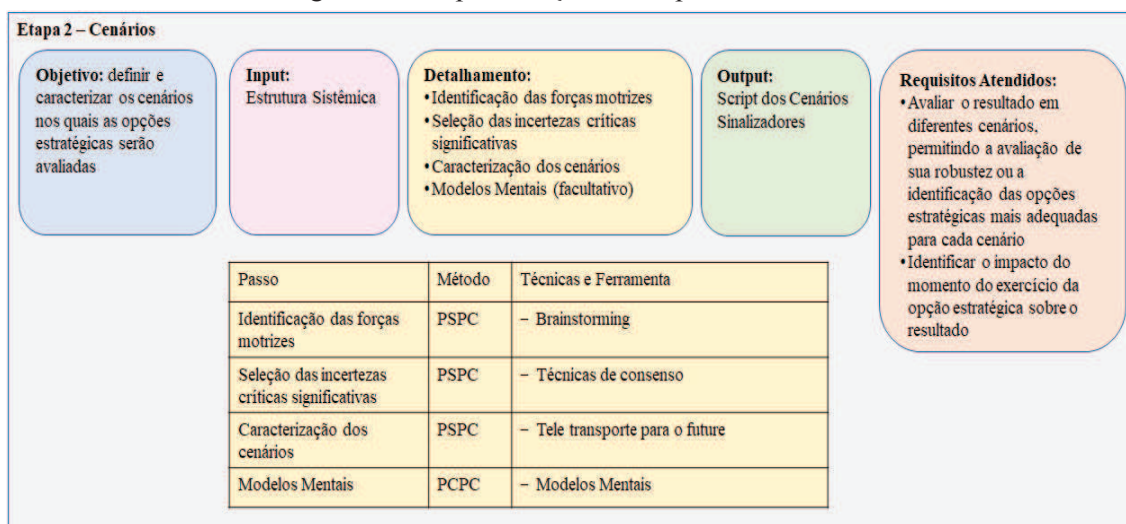 Etapa 2 – Cenários
Objetivo: definir e
caracterizar os cenários
nos quais as opções
estratégicas serão
avaliadas
Input:
Estrutura Sistêmica
Detalhamento:
•Identificação das forças motrizes
•Seleção das incertezas críticas
significativas
•Caracterização dos cenários
•Modelos Mentais (facultativo)
Output:
Script dos Cenários
Sinalizadores
Requisitos Atendidos:
•Avaliar o resultado em
diferentes cenários,
permitindo a avaliação de
sua robustez ou a
identificação das opções
estratégicas mais adequadas
para cada cenário
•Identificar o impacto do
momento do exercício da
opção estratégica sobre o
resultado
Passo Método Técnicas e Ferramenta
Identificação das forças
motrizes PSPC – Brainstorming
Seleção das incertezas
críticas significativas PSPC – Técnicas de consenso
Caracterização dos
cenários PSPC – Tele transporte para o future
Modelos Mentais PCPC – Modelos Mentais